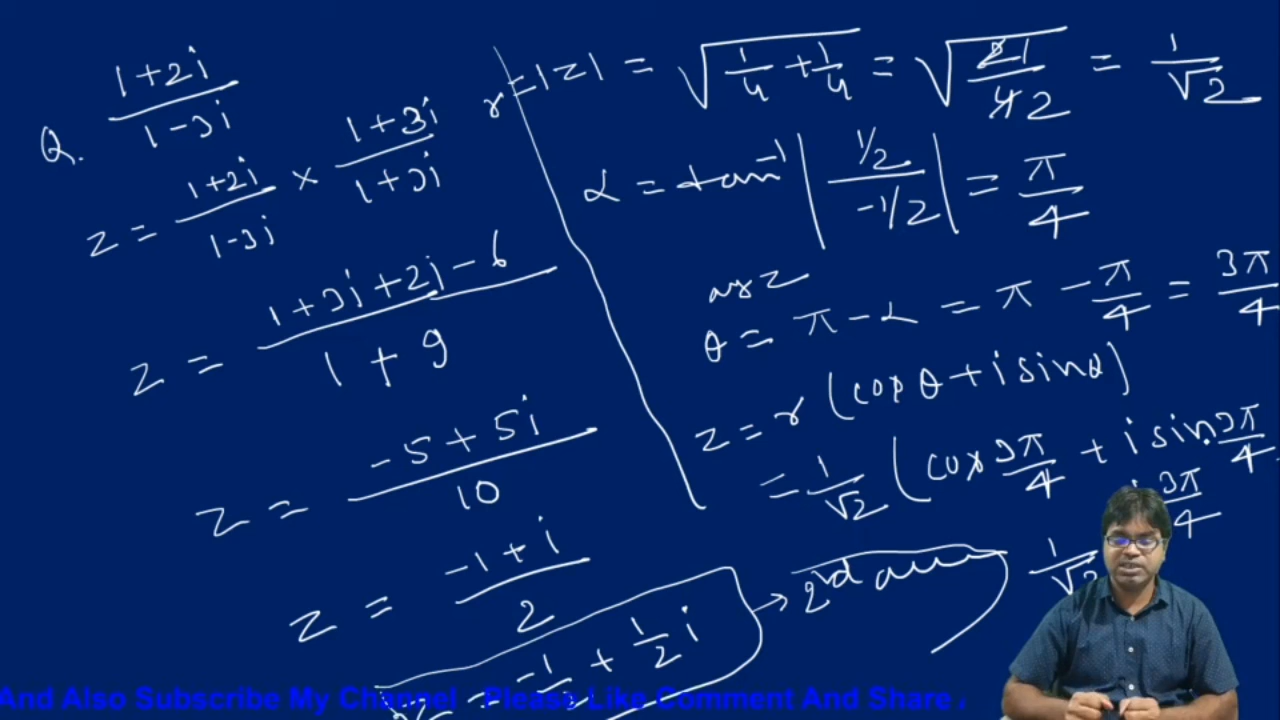 Q. (1+2i)/(1-3i)
z = (1+2i)/(1-3i) × (1+3i)/(1+3i)
z = (1+3i+2i-6)/(1+9)
z = (-5+5i)/10
z = (-1+i)/2
z = -1/2 + 1/2 i → 2nd
r=|z| = √(1/4 + 1/4) = √(2 1/4 2) = 1/√2
α = tan⁻¹ |(1/2)/(-1/2)| = π/4
arg z
θ = π - α = π - π/4 = 3π/4
z = r (cos θ + i sin θ)
= 1/√2 (cos 3π/4 + i sin 3π/4
1/√2 i 3π/4
And Also Subscribe My Channel . Please Like Comment And Share